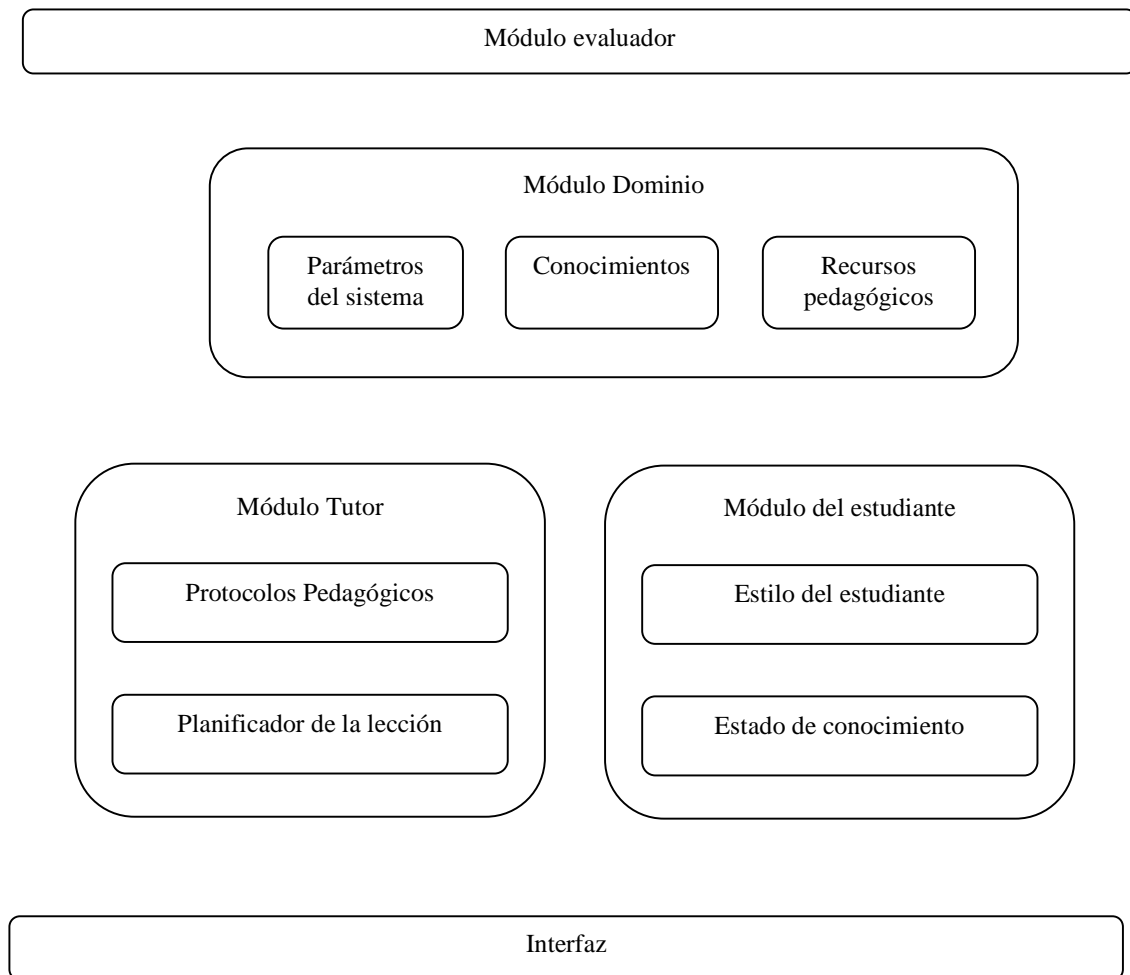 Módulo evaluador
Módulo Dominio
Parámetros
del sistema
Conocimientos
Recursos
pedagógicos
Módulo Tutor
Protocolos Pedagógicos
Planificador de la lección
Módulo del estudiante
Estilo del estudiante
Estado de conocimiento
Interfaz